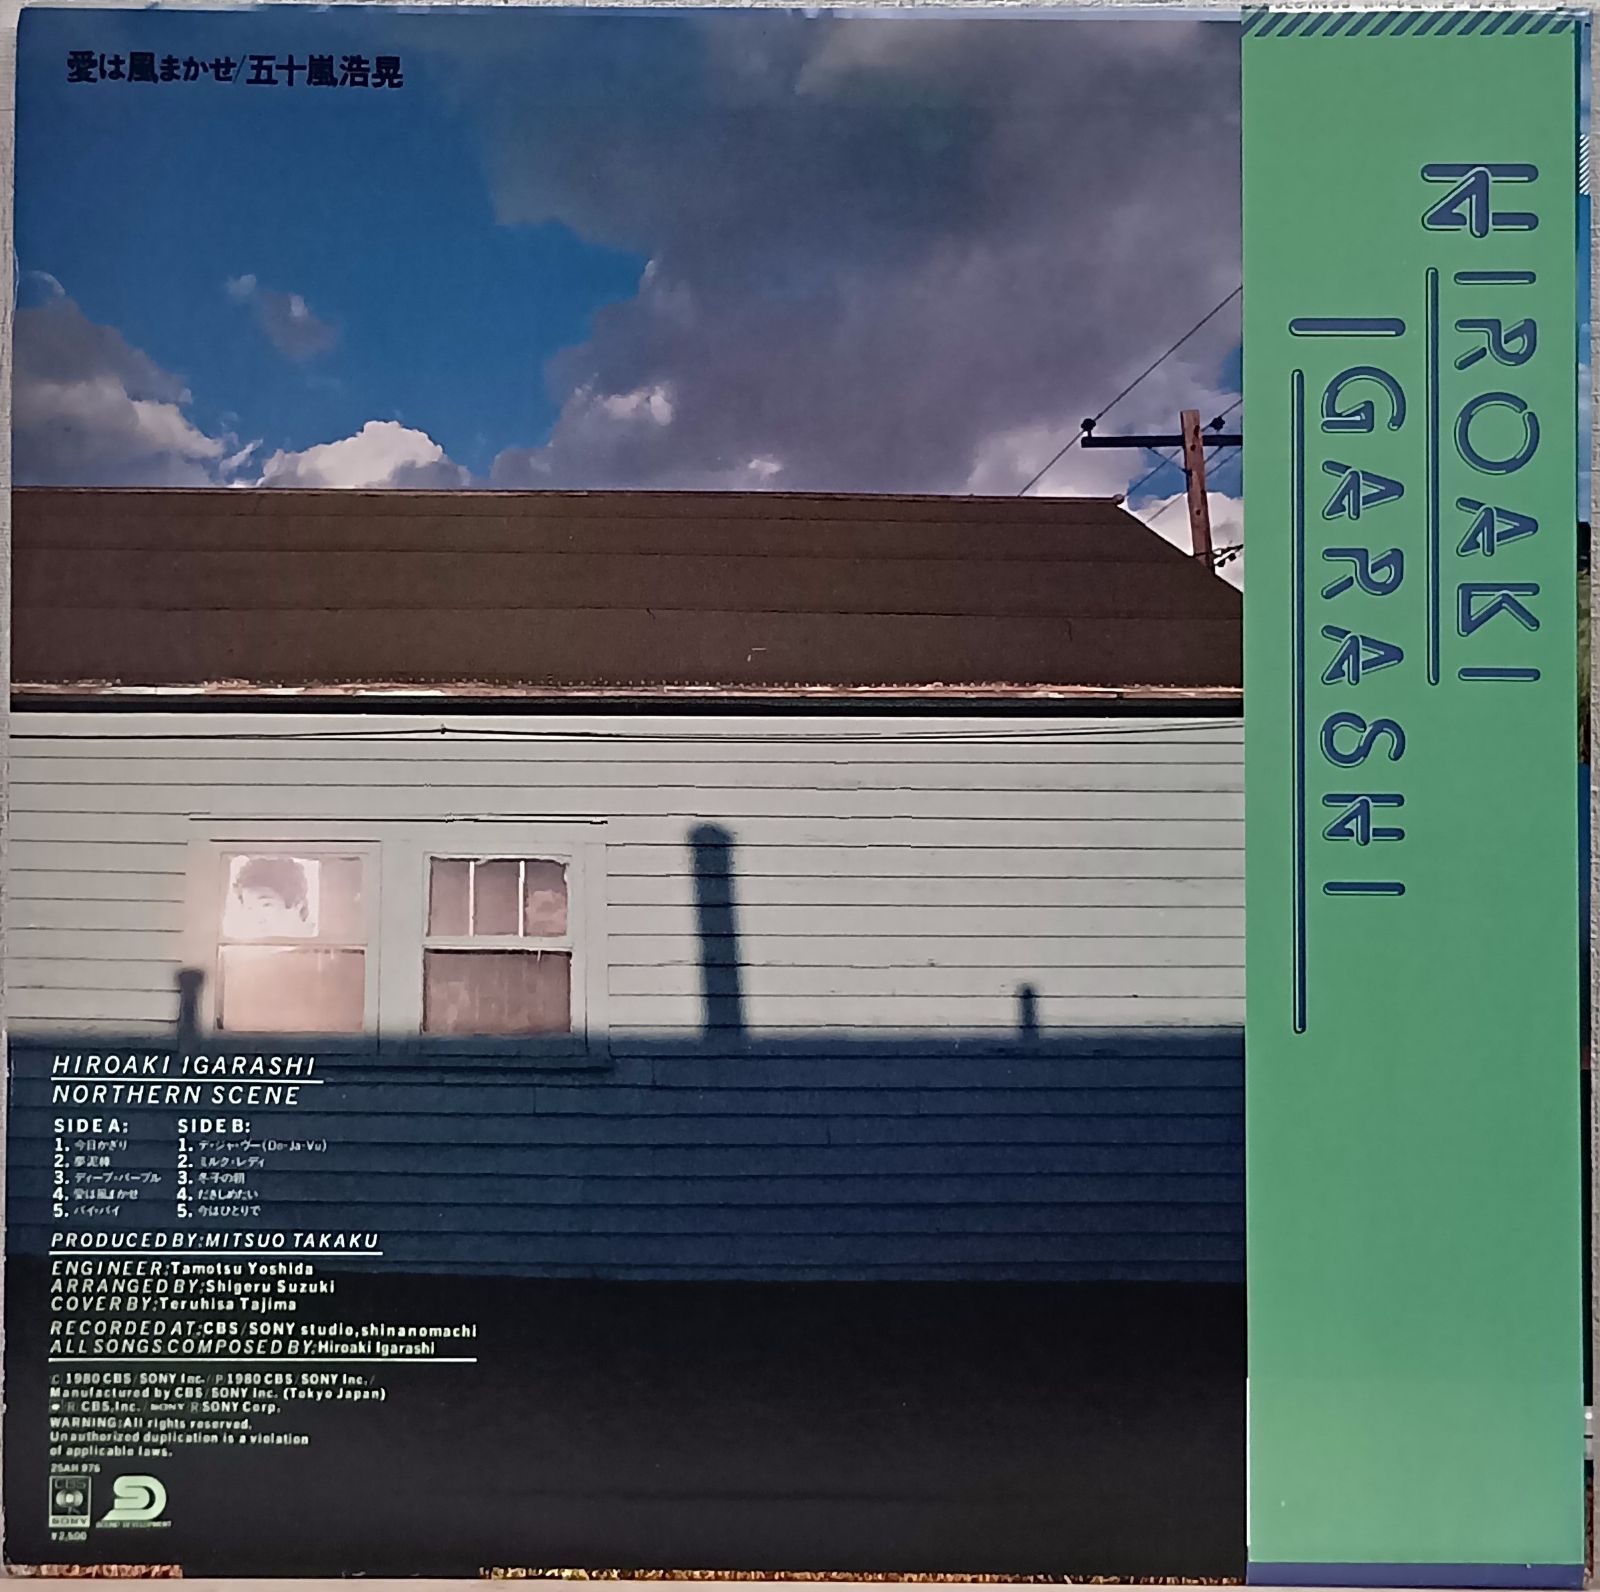 愛は風まかせ/五十嵐浩晃
HIROAKI
IGARASHI
HIROAKI IGARASHI
NORTHERN SCENE
SIDE A:
1. 今日かぎり
2. 夢泥棒
3. ディープ・パープル
4. 愛は風まかせ
5. バイ・バイ
SIDE B:
1. デ・ジャ・ヴー(De-Ja-Vu)
2. ミルク・レディ
3. 冬子の朝
4. だきしめたい
5. 今はひとりで
PRODUCED BY:MITSUO TAKAKU
ENGINEER:Tamotsu Yoshida
ARRANGED BY:Shigeru Suzuki
COVER BY:Teruhisa Tajima
RECORDED AT:CBS/SONY studio,shinanomachi
ALL SONGS COMPOSED BY:Hiroaki Igarashi
C 1980 CBS/SONY Inc./P 1980 CBS/SONY Inc./
Manufactured by CBS/SONY Inc. (Tokyo Japan)
R CBS,Inc./SONY R SONY Corp.
WARNING:All rights reserved.
Unauthorized duplication is a violation
of applicable laws.
25AH 976
CBS
SONY
SD
SOUND DEVELOPMENT
¥2,500